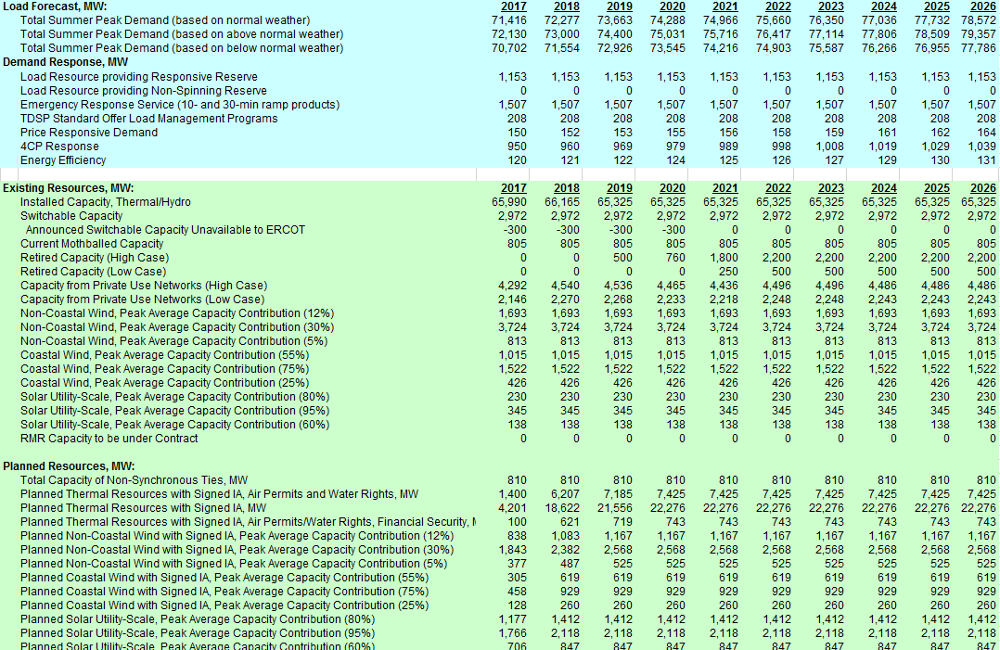 Load Forecast, MW: 2017 2018 2019 2020 2021 2022 2023 2024 2025 2026
Total Summer Peak Demand (based on normal weather) 71,416 72,277 73,663 74,288 74,966 75,660 76,350 77,036 77,732 78,572
Total Summer Peak Demand (based on above normal weather) 72,130 73,000 74,400 75,031 75,716 76,417 77,114 77,806 78,509 79,357
Total Summer Peak Demand (based on below normal weather) 70,702 71,554 72,926 73,545 74,216 74,903 75,587 76,266 76,955 77,786
Demand Response, MW
Load Resource providing Responsive Reserve 1,153 1,153 1,153 1,153 1,153 1,153 1,153 1,153 1,153 1,153
Load Resource providing Non-Spinning Reserve 0 0 0 0 0 0 0 0 0 0
Emergency Response Service (10- and 30-min ramp products) 1,507 1,507 1,507 1,507 1,507 1,507 1,507 1,507 1,507 1,507
TDSP Standard Offer Load Management Programs 208 208 208 208 208 208 208 208 208 208
Price Responsive Demand 150 152 153 155 156 158 159 161 162 164
4CP Response 950 960 969 979 989 998 1,008 1,019 1,029 1,039
Energy Efficiency 120 121 122 124 125 126 127 129 130 131
Existing Resources, MW: 2017 2018 2019 2020 2021 2022 2023 2024 2025 2026
Installed Capacity, Thermal/Hydro 65,990 66,165 65,325 65,325 65,325 65,325 65,325 65,325 65,325 65,325
Switchable Capacity 2,972 2,972 2,972 2,972 2,972 2,972 2,972 2,972 2,972 2,972
Announced Switchable Capacity Unavailable to ERCOT -300 -300 -300 -300 0 0 0 0 0 0
Current Mothballed Capacity 805 805 805 805 805 805 805 805 805 805
Retired Capacity (High Case) 0 0 500 760 1,800 2,200 2,200 2,200 2,200 2,200
Retired Capacity (Low Case) 0 0 0 0 250 500 500 500 500 500
Capacity from Private Use Networks (High Case) 4,292 4,540 4,536 4,465 4,436 4,496 4,496 4,486 4,486 4,486
Capacity from Private Use Networks (Low Case) 2,146 2,270 2,268 2,233 2,218 2,248 2,248 2,243 2,243 2,243
Non-Coastal Wind, Peak Average Capacity Contribution (12%) 1,693 1,693 1,693 1,693 1,693 1,693 1,693 1,693 1,693 1,693
Non-Coastal Wind, Peak Average Capacity Contribution (30%) 3,724 3,724 3,724 3,724 3,724 3,724 3,724 3,724 3,724 3,724
Non-Coastal Wind, Peak Average Capacity Contribution (5%) 813 813 813 813 813 813 813 813 813 813
Coastal Wind, Peak Average Capacity Contribution (55%) 1,015 1,015 1,015 1,015 1,015 1,015 1,015 1,015 1,015 1,015
Coastal Wind, Peak Average Capacity Contribution (75%) 1,522 1,522 1,522 1,522 1,522 1,522 1,522 1,522 1,522 1,522
Coastal Wind, Peak Average Capacity Contribution (25%) 426 426 426 426 426 426 426 426 426 426
Solar Utility-Scale, Peak Average Capacity Contribution (80%) 230 230 230 230 230 230 230 230 230 230
Solar Utility-Scale, Peak Average Capacity Contribution (95%) 345 345 345 345 345 345 345 345 345 345
Solar Utility-Scale, Peak Average Capacity Contribution (60%) 138 138 138 138 138 138 138 138 138 138
RMR Capacity to be under Contract 0 0 0 0 0 0 0 0 0 0
Planned Resources, MW:
Total Capacity of Non-Synchronous Ties, MW 810 810 810 810 810 810 810 810 810 810
Planned Thermal Resources with Signed IA, Air Permits and Water Rights, MW 1,400 6,207 7,185 7,425 7,425 7,425 7,425 7,425 7,425 7,425
Planned Thermal Resources with Signed IA, MW 4,201 18,622 21,556 22,276 22,276 22,276 22,276 22,276 22,276 22,276
Planned Thermal Resources with Signed IA, Air Permits/Water Rights, Financial Security, 100 621 719 743 743 743 743 743 743 743
Planned Non-Coastal Wind with Signed IA, Peak Average Capacity Contribution (12%) 838 1,083 1,167 1,167 1,167 1,167 1,167 1,167 1,167 1,167
Planned Non-Coastal Wind with Signed IA, Peak Average Capacity Contribution (30%) 1,843 2,382 2,568 2,568 2,568 2,568 2,568 2,568 2,568 2,568
Planned Non-Coastal Wind with Signed IA, Peak Average Capacity Contribution (5%) 377 487 525 525 525 525 525 525 525 525
Planned Coastal Wind with Signed IA, Peak Average Capacity Contribution (55%) 305 619 619 619 619 619 619 619 619 619
Planned Coastal Wind with Signed IA, Peak Average Capacity Contribution (75%) 458 929 929 929 929 929 929 929 929 929
Planned Coastal Wind with Signed IA, Peak Average Capacity Contribution (25%) 128 260 260 260 260 260 260 260 260 260
Planned Solar Utility-Scale, Peak Average Capacity Contribution (80%) 1,177 1,412 1,412 1,412 1,412 1,412 1,412 1,412 1,412 1,412
Planned Solar Utility-Scale, Peak Average Capacity Contribution (95%) 1,766 2,118 2,118 2,118 2,118 2,118 2,118 2,118 2,118 2,118
Planned Solar Utility-Scale, Peak Average Capacity Contribution (60%) 706 847 847 847 847 847 847 847 847 847